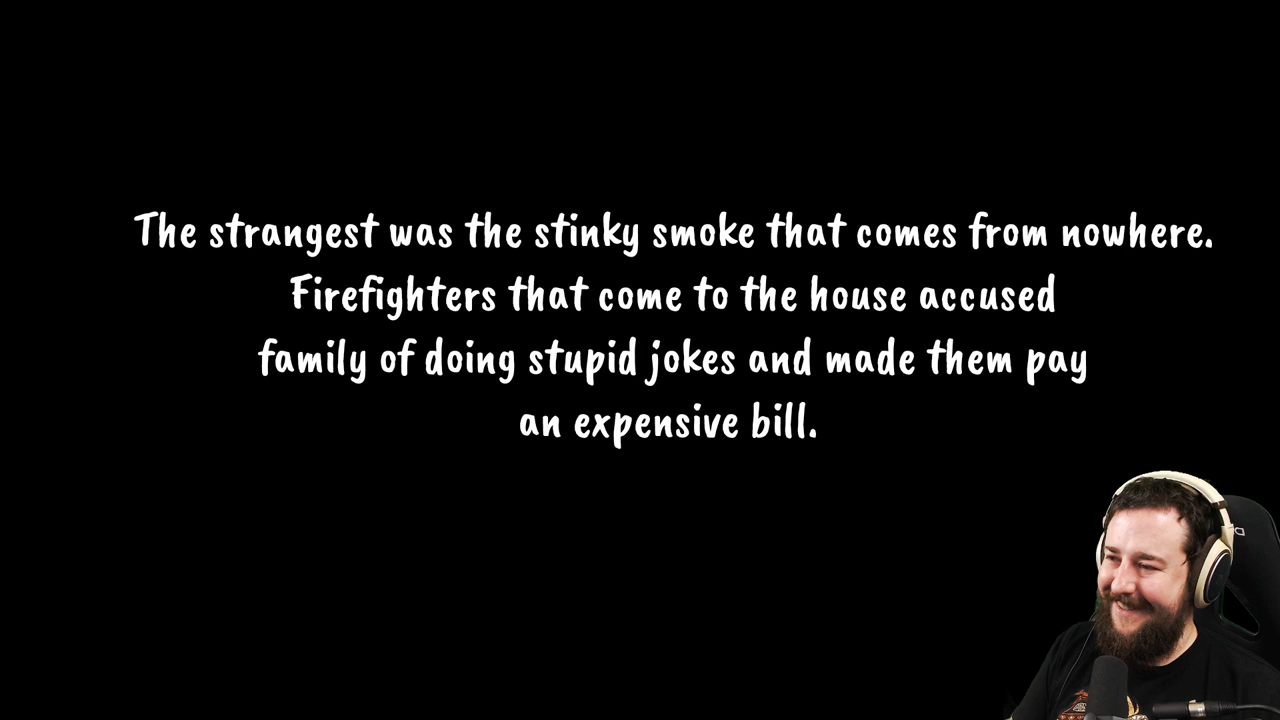 The strangest was the stinky smoke that comes from nowhere.
Firefighters that come to the house accused
family of doing stupid jokes and made them pay
an expensive bill.